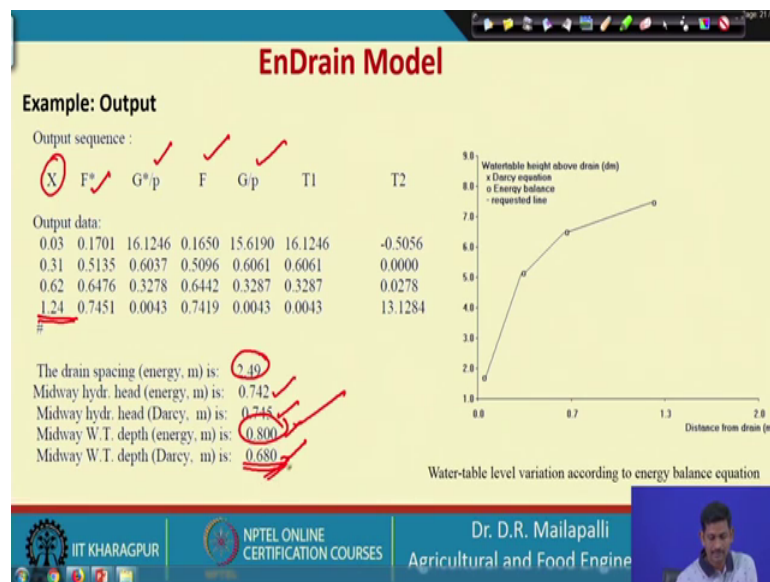 Page: 21
EnDrain Model
Example: Output
Output sequence :
X F* G*/p F G/p T1 T2
Output data:
0.03 0.1701 16.1246 0.1650 15.6190 16.1246 -0.5056
0.31 0.5135 0.6037 0.5096 0.6061 0.6061 0.0000
0.62 0.6476 0.3278 0.6442 0.3287 0.3287 0.0278
1.24 0.7451 0.0043 0.7419 0.0043 0.0043 13.1284
#
The drain spacing (energy, m) is: 2.49
Midway hydr. head (energy, m) is: 0.742
Midway hydr. head (Darcy, m) is: 0.745
Midway W.T. depth (energy, m) is: 0.800
Midway W.T. depth (Darcy, m) is: 0.680
Watertable height above drain (dm)
x Darcy equation
o Energy balance
- requested line
9.0
8.0
7.0
6.0
5.0
4.0
3.0
2.0
1.0
0.0 0.7 1.3 2.0
Distance from drain (m
Water-table level variation according to energy balance equation
IIT KHARAGPUR
NPTEL ONLINE
CERTIFICATION COURSES
Dr. D.R. Mailapalli
Agricultural and Food Engine